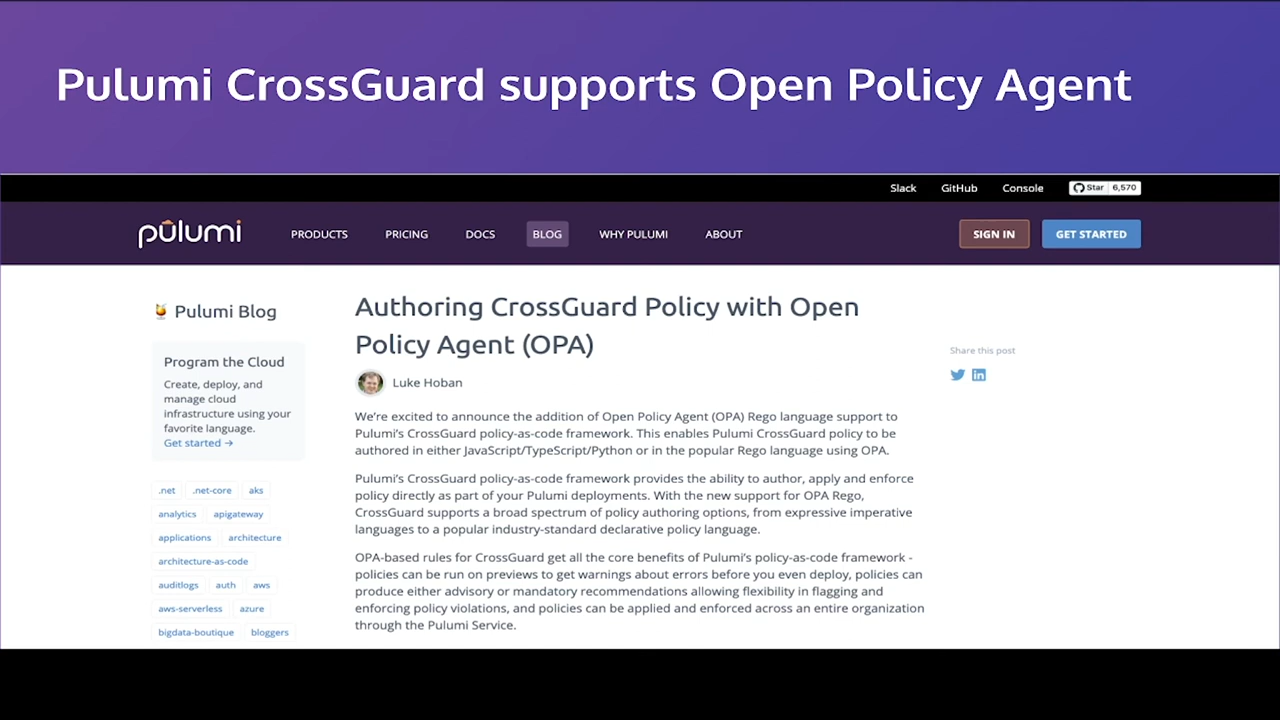 Pulumi CrossGuard supports Open Policy Agent
Slack GitHub Console Star 6,570
pulumi PRODUCTS PRICING DOCS BLOG WHY PULUMI ABOUT SIGN IN GET STARTED
Pulumi Blog
Program the Cloud
Create, deploy, and
manage cloud
infrastructure using your
favorite language.
Get started →
.net .net-core aks
analytics apigateway
applications architecture
architecture-as-code
auditlogs auth aws
aws-serverless azure
bigdata-boutique bloggers
Authoring CrossGuard Policy with Open
Policy Agent (OPA)
Luke Hoban
We’re excited to announce the addition of Open Policy Agent (OPA) Rego language support to
Pulumi’s CrossGuard policy-as-code framework. This enables Pulumi CrossGuard policy to be
authored in either JavaScript/TypeScript/Python or in the popular Rego language using OPA.
Pulumi’s CrossGuard policy-as-code framework provides the ability to author, apply and enforce
policy directly as part of your Pulumi deployments. With the new support for OPA Rego,
CrossGuard supports a broad spectrum of policy authoring options, from expressive imperative
languages to a popular industry-standard declarative policy language.
OPA-based rules for CrossGuard get all the core benefits of Pulumi’s policy-as-code framework -
policies can be run on previews to get warnings about errors before you even deploy, policies can
produce either advisory or mandatory recommendations allowing flexibility in flagging and
enforcing policy violations, and policies can be applied and enforced across an entire organization
through the Pulumi Service.
Share this post